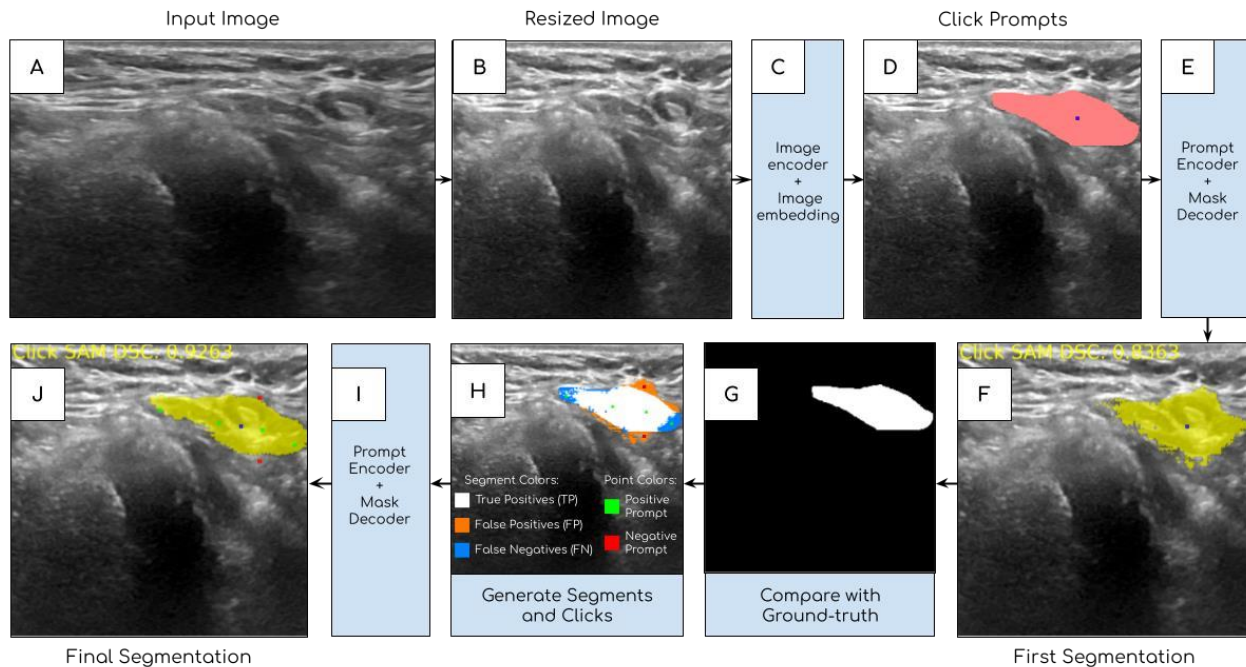 Input Image
Resized Image
Click Prompts
A
B
C
Image
encoder
+
Image
embedding
D
E
Prompt
Encoder
+
Mask
Decoder
Click SAM DSC: 0.9263
J
I
Prompt
Encoder
+
Mask
Decoder
H
Segment Colors:
Point Colors:
True Positives (TP)
Positive
Prompt
False Positives (FP)
False Negatives (FN)
Negative
Prompt
Generate Segments
and Clicks
G
Compare with
Ground-truth
Click SAM DSC: 0.8363
F
Final Segmentation
First Segmentation